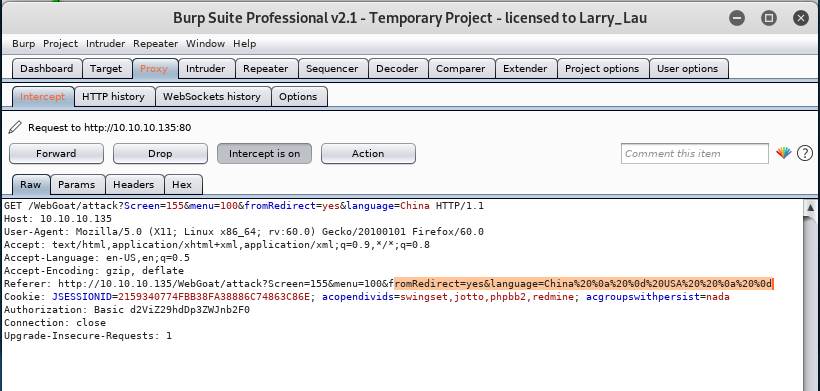 Burp Suite Professional v2.1 - Temporary Project - licensed to Larry_Lau
Burp Project Intruder Repeater Window Help
Dashboard Target Proxy Intruder Repeater Sequencer Decoder Comparer Extender Project options User options
Intercept HTTP history WebSockets history Options
Request to http://10.10.10.135:80
Forward Drop Intercept is on Action Comment this item ?
Raw Params Headers Hex
GET /WebGoat/attack?Screen=155&menu=100&fromRedirect=yes&language=China HTTP/1.1
Host: 10.10.10.135
User-Agent: Mozilla/5.0 (X11; Linux x86_64; rv:60.0) Gecko/20100101 Firefox/60.0
Accept: text/html,application/xhtml+xml,application/xml;q=0.9,*/*;q=0.8
Accept-Language: en-US,en;q=0.5
Accept-Encoding: gzip, deflate
Referer: http://10.10.10.135/WebGoat/attack?Screen=155&menu=100&fromRedirect=yes&language=China%20%0a%20%0d%20USA%20%20%0a%20%0d
Cookie: JSESSIONID=2159340774FBB38FA38886C74863C86E; acopendivids=swingset,jotto,phpbb2,redmine; acgroupswithpersist=nada
Authorization: Basic d2ViZ29hdDp3ZWJnb2F0
Connection: close
Upgrade-Insecure-Requests: 1